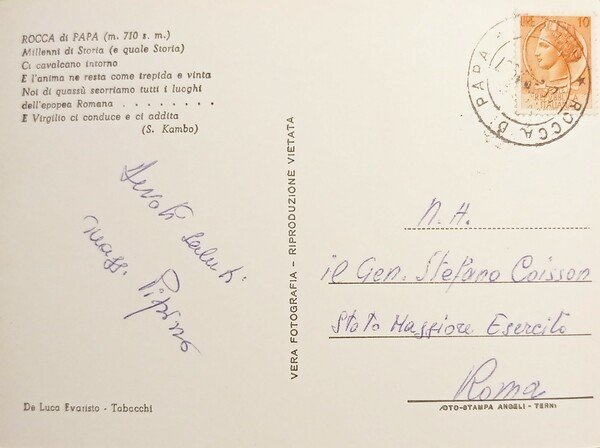 ROCCA di PAPA (m. 710 s. m.)
Millenni di Storia (e quale Storia)
Ci cavalcano intorno
E l'anima ne resta come trepida e vinta
Noi di quassù scorriamo tutti i luoghi
dell'epopea Romana . . . . . . . .
E Virgilio ci conduce e ci addita
(S. Kambo)
Devoti saluti
Magg. Pipino
De Luca Evaristo - Tabacchi
VERA FOTOGRAFIA - RIPRODUZIONE VIETATA
LIRE 10
ROCCA DI PAPA
N. H.
il Gen. Stefano Coisson
Stato Maggiore Esercito
Roma
FOTO-STAMPA ANGELI - TERNI